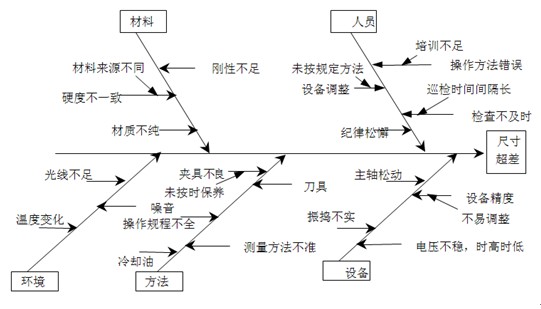 材料
人员
培训不足
材料来源不同
刚性不足
未按规定方法
操作方法错误
设备调整
硬度不一致
巡检时间间隔长
材质不纯
纪律松懈
检查不及时
尺寸
超差
光线不足
夹具不良
主轴松动
未按时保养
刀具
设备精度
不易调整
噪音
温度变化
操作规程不全
振捣不实
冷却油
测量方法不准
电压不稳，时高时低
环境
方法
设备